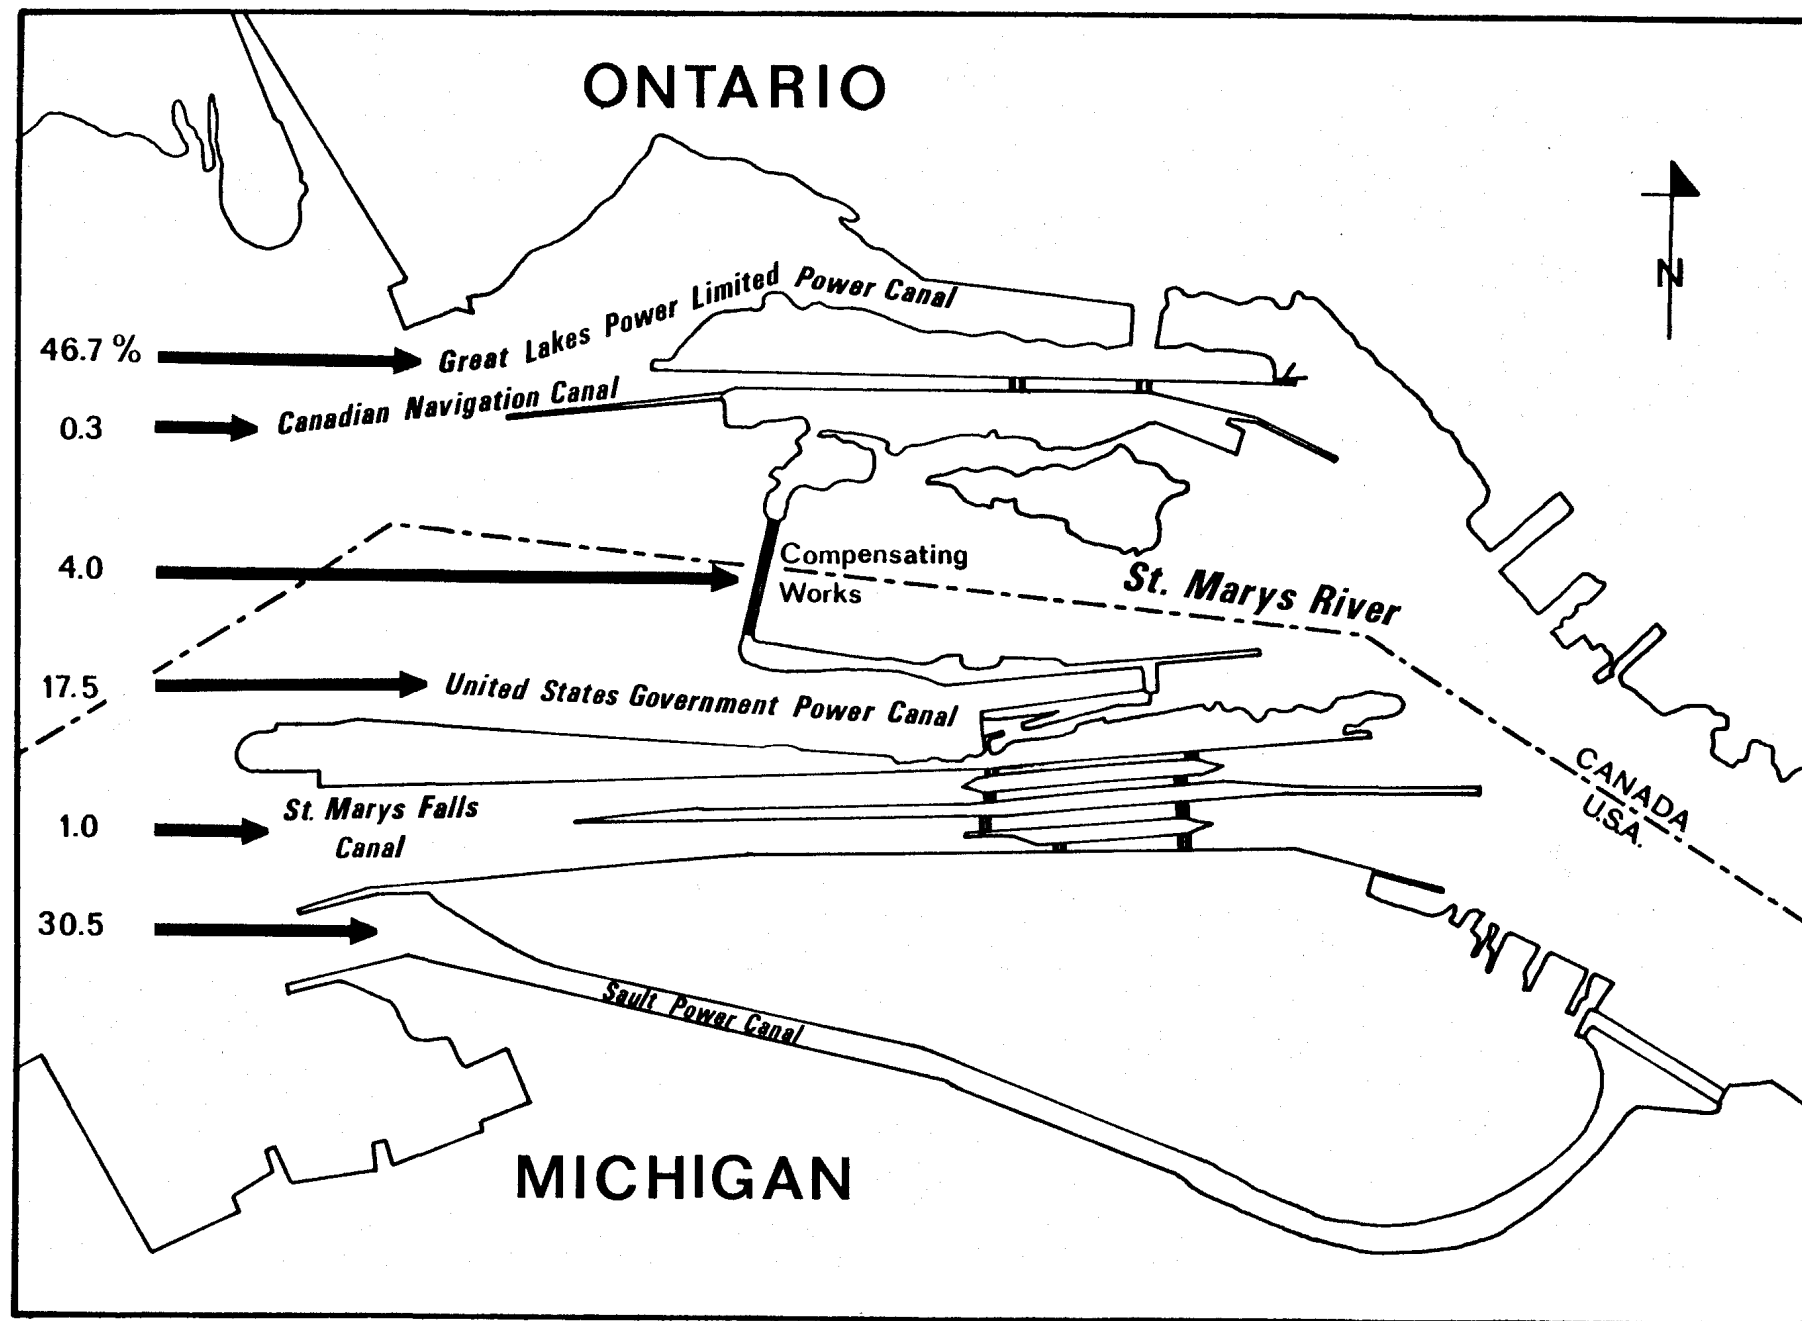 ONTARIO
N
46.7 %
Great Lakes Power Limited Power Canal
0.3
Canadian Navigation Canal
4.0
Compensating
Works
St. Marys River
17.5
United States Government Power Canal
CANADA
U.S.A.
1.0
St. Marys Falls
Canal
30.5
Sault Power Canal
MICHIGAN